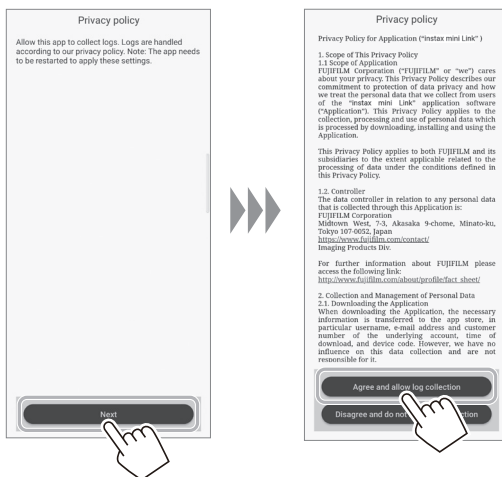 Privacy policy
Allow this app to collect logs. Logs are handled
according to our privacy policy. Note: The app needs
to be restarted to apply these settings.
Next
Privacy policy
Privacy Policy for Application ("instax mini Link" )
1. Scope of This Privacy Policy
1.1 Scope of Application
FUJIFILM Corporation ("FUJIFILM" or "we") cares
about your privacy. This Privacy Policy describes our
commitment to protection of data privacy and how
we treat the personal data that we collect from users
of the "instax mini Link" application software
("Application"). This Privacy Policy applies to the
collection, processing and use of personal data which
is processed by downloading, installing and using the
Application.
This Privacy Policy applies to both FUJIFILM and its
subsidiaries to the extent applicable related to the
processing of data under the conditions defined in
this Privacy Policy.
1.2. Controller
The data controller in relation to any personal data
that is collected through this Application is:
FUJIFILM Corporation
Midtown West, 7-3, Akasaka 9-chome, Minato-ku,
Tokyo 107-0052, Japan
https://www.fujifilm.com/contact/
Imaging Products Div.
For further information about FUJIFILM please
access the following link:
http://www.fujifilm.com/about/profile/fact_sheet/
2. Collection and Management of Personal Data
2.1. Downloading the Application
When downloading the Application, the necessary
information is transferred to the app store, in
particular username, e-mail address and customer
number of the underlying account, time of
download, and device code. However, we have no
influence on this data collection and are not
responsible for it.
Agree and allow log collection
Disagree and do not